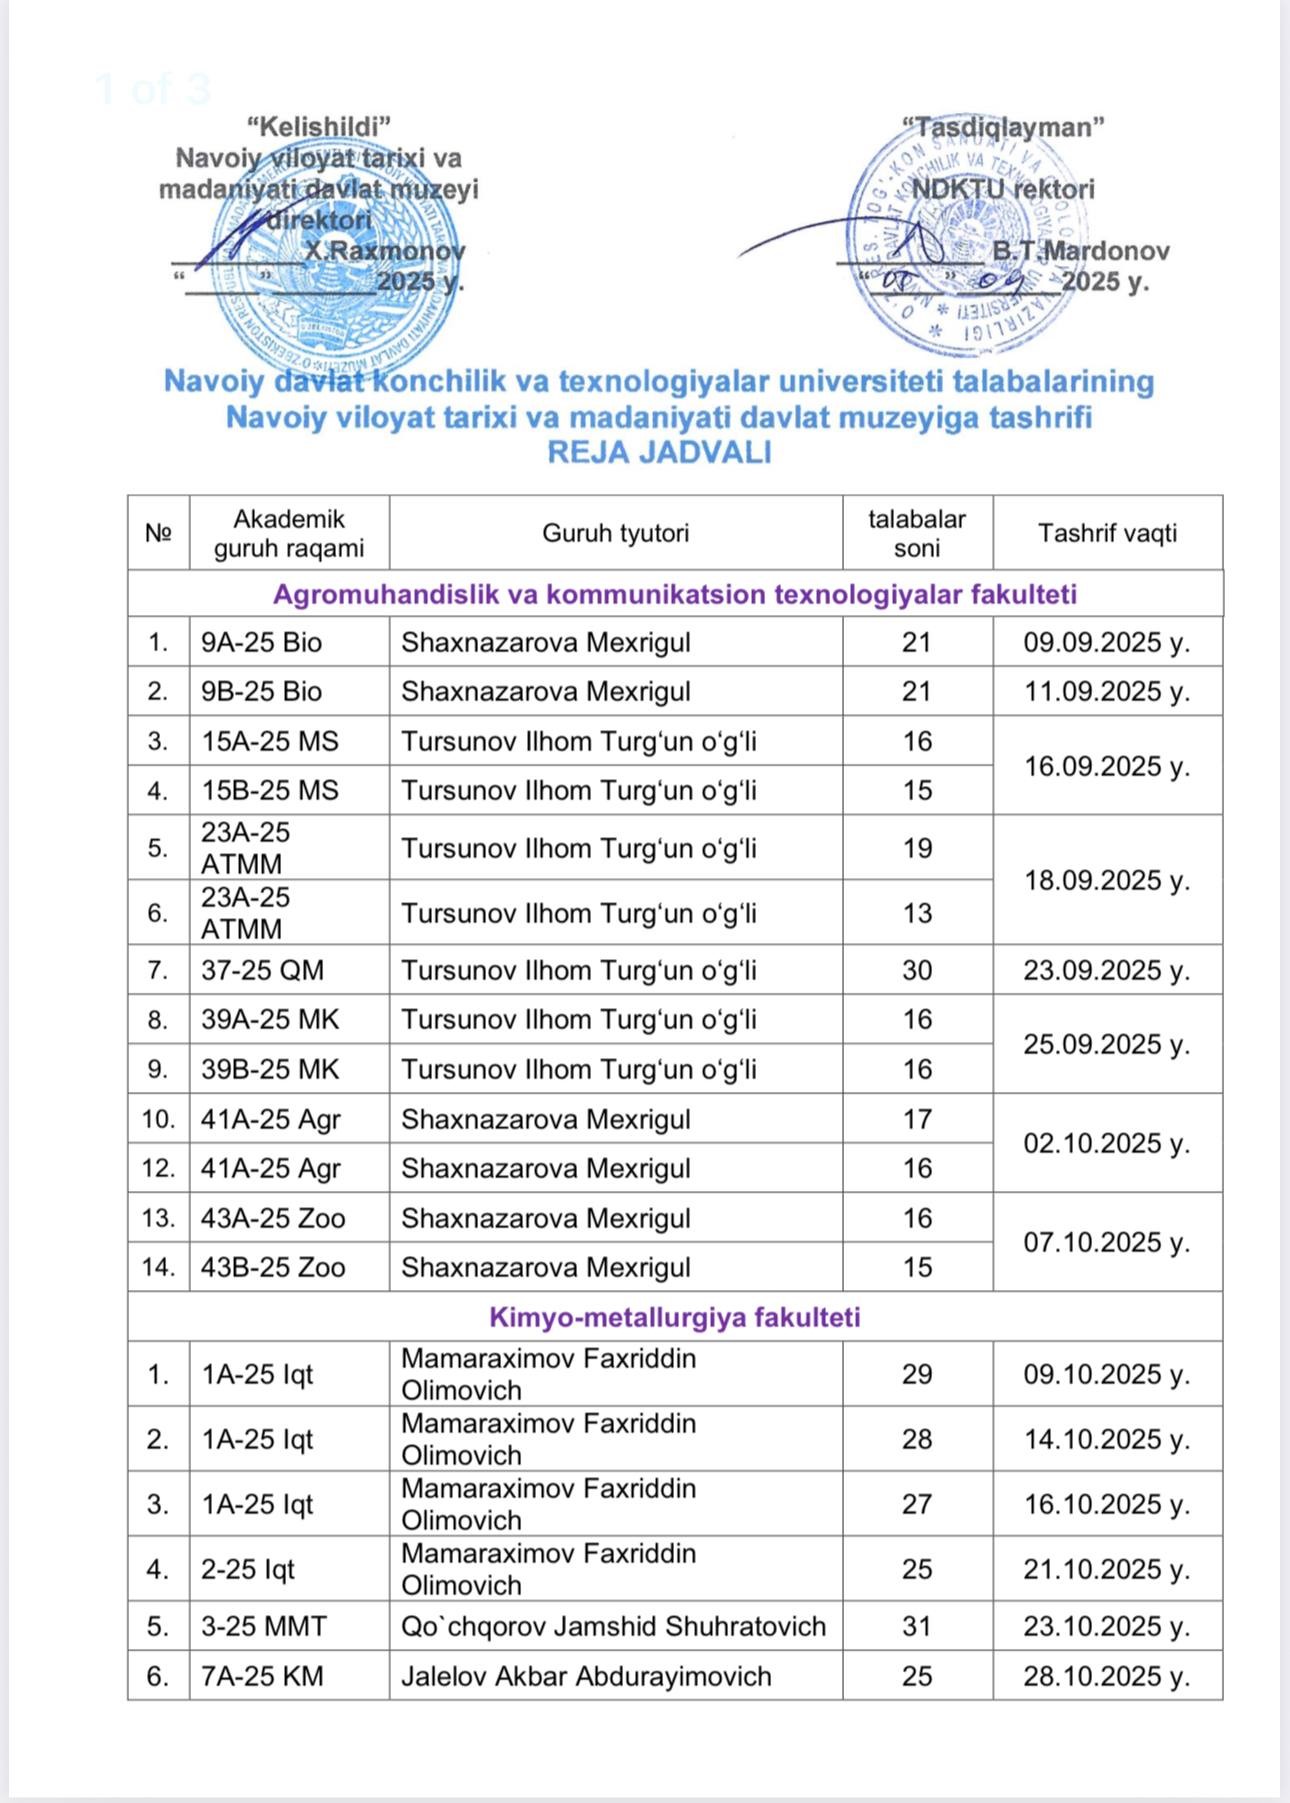 1 of 3
“Kelishildi”
Navoiy viloyat tarixi va
madaniyati davlat muzeyi
direktori
X.Raxmonov
“ ” 2025 y.
“Tasdiqlayman”
NDKTU rektori
B.T.Mardonov
“ ” 09 2025 y.
Navoiy davlat konchilik va texnologiyalar universiteti talabalarining
Navoiy viloyat tarixi va madaniyati davlat muzeyiga tashrifi
REJA JADVALI
№ Akademik guruh raqami Guruh tyutori talabalar soni Tashrif vaqti
Agromuhandislik va kommunikatsion texnologiyalar fakulteti
1. 9A-25 Bio Shaxnazarova Mexrigul 21 09.09.2025 y.
2. 9B-25 Bio Shaxnazarova Mexrigul 21 11.09.2025 y.
3. 15A-25 MS Tursunov Ilhom Turg‘un o‘g‘li 16 16.09.2025 y.
4. 15B-25 MS Tursunov Ilhom Turg‘un o‘g‘li 15
5. 23A-25 ATMM Tursunov Ilhom Turg‘un o‘g‘li 19 18.09.2025 y.
6. 23A-25 ATMM Tursunov Ilhom Turg‘un o‘g‘li 13
7. 37-25 QM Tursunov Ilhom Turg‘un o‘g‘li 30 23.09.2025 y.
8. 39A-25 MK Tursunov Ilhom Turg‘un o‘g‘li 16 25.09.2025 y.
9. 39B-25 MK Tursunov Ilhom Turg‘un o‘g‘li 16
10. 41A-25 Agr Shaxnazarova Mexrigul 17 02.10.2025 y.
12. 41A-25 Agr Shaxnazarova Mexrigul 16
13. 43A-25 Zoo Shaxnazarova Mexrigul 16 07.10.2025 y.
14. 43B-25 Zoo Shaxnazarova Mexrigul 15
Kimyo-metallurgiya fakulteti
1. 1A-25 Iqt Mamaraximov Faxriddin Olimovich 29 09.10.2025 y.
2. 1A-25 Iqt Mamaraximov Faxriddin Olimovich 28 14.10.2025 y.
3. 1A-25 Iqt Mamaraximov Faxriddin Olimovich 27 16.10.2025 y.
4. 2-25 Iqt Mamaraximov Faxriddin Olimovich 25 21.10.2025 y.
5. 3-25 MMT Qo`chqorov Jamshid Shuhratovich 31 23.10.2025 y.
6. 7A-25 KM Jalelov Akbar Abdurayimovich 25 28.10.2025 y.